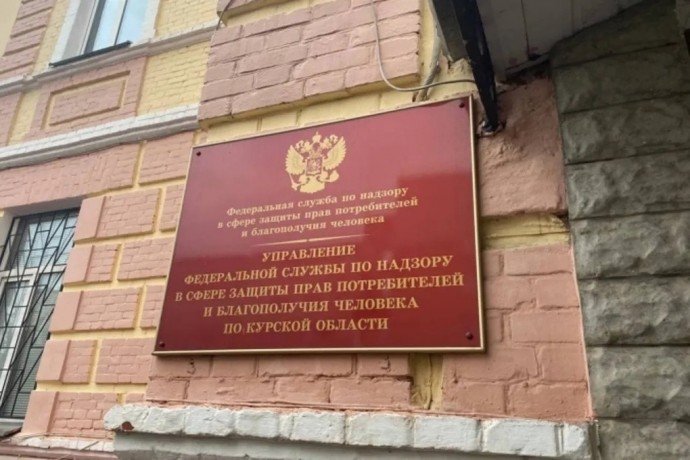 Федеральная служба по надзору
в сфере защиты прав потребителей
и благополучия человека
УПРАВЛЕНИЕ
ФЕДЕРАЛЬНОЙ СЛУЖБЫ ПО НАДЗОРУ
В СФЕРЕ ЗАЩИТЫ ПРАВ ПОТРЕБИТЕЛЕЙ
И БЛАГОПОЛУЧИЯ ЧЕЛОВЕКА
ПО КУРСКОЙ ОБЛАСТИ